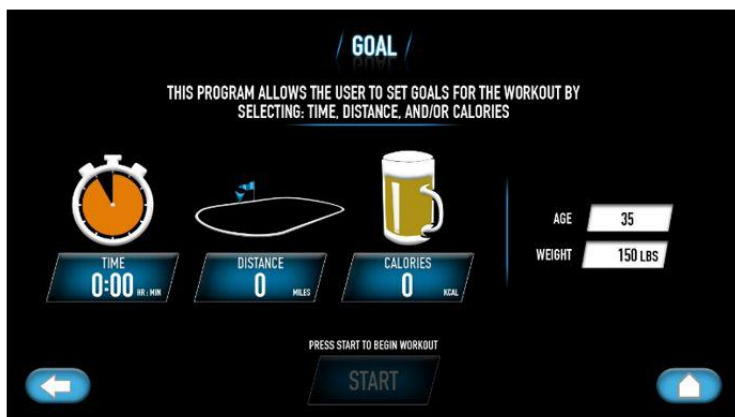 GOAL
THIS PROGRAM ALLOWS THE USER TO SET GOALS FOR THE WORKOUT BY
SELECTING: TIME, DISTANCE, AND/OR CALORIES
TIME
0:00 HR : MIN
DISTANCE
0 MILES
CALORIES
0 KCAL
AGE 35
WEIGHT 150 LBS
PRESS START TO BEGIN WORKOUT
START